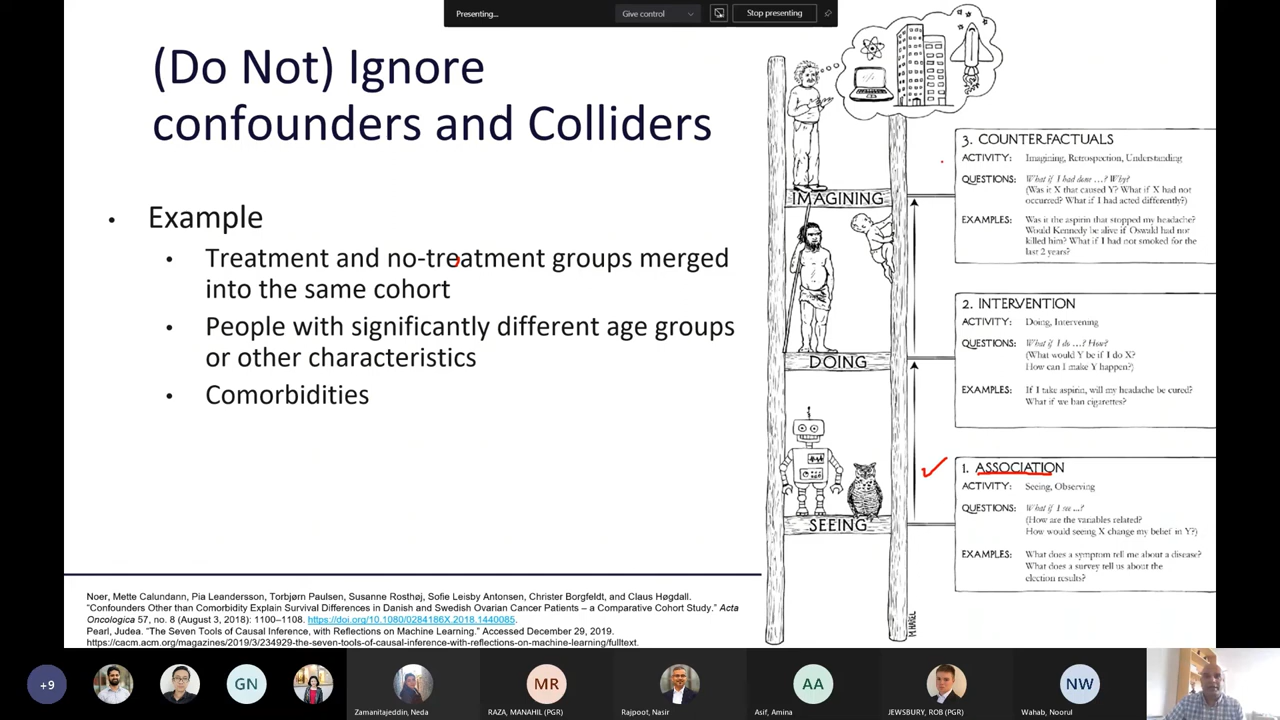 Presenting...
Give control
Stop presenting
(Do Not) Ignore
confounders and Colliders
• Example
• Treatment and no-treatment groups merged
into the same cohort
• People with significantly different age groups
or other characteristics
• Comorbidities
IMAGINING
DOING
SEEING
3. COUNTERFACTUALS
ACTIVITY: Imagining, Retrospection, Understanding
QUESTIONS: What if I had done ...? Why?
(Was it X that caused Y? What if X had not
occurred? What if I had acted differently?)
EXAMPLES: Was it the aspirin that stopped my headache?
Would Kennedy be alive if Oswald had not
killed him? What if I had not smoked for the
last 2 years?
2. INTERVENTION
ACTIVITY: Doing, Intervening
QUESTIONS: What if I do ...? How?
(What would Y be if I do X?
How can I make Y happen?)
EXAMPLES: If I take aspirin, will my headache be cured?
What if we ban cigarettes?
1. ASSOCIATION
ACTIVITY: Seeing, Observing
QUESTIONS: What if I see ...?
(How are the variables related?
How would seeing X change my belief in Y?)
EXAMPLES: What does a symptom tell me about a disease?
What does a survey tell us about the
election results?
Noer, Mette Calundann, Pia Leandersson, Torbjørn Paulsen, Susanne Rosthøj, Sofie Leisby Antonsen, Christer Borgfeldt, and Claus Høgdall.
“Confounders Other than Comorbidity Explain Survival Differences in Danish and Swedish Ovarian Cancer Patients – a Comparative Cohort Study.” Acta
Oncologica 57, no. 8 (August 3, 2018): 1100–1108. https://doi.org/10.1080/0284186X.2018.1440085.
Pearl, Judea. “The Seven Tools of Causal Inference, with Reflections on Machine Learning.” Accessed December 29, 2019.
https://cacm.acm.org/magazines/2019/3/234929-the-seven-tools-of-causal-inference-with-reflections-on-machine-learning/fulltext.
M.HAREL
+9
GN
Zamanitajeddin, Neda
MR
RAZA, MANAHIL (PGR)
Rajpoot, Nasir
AA
Asif, Amina
JEWSBURY, ROB (PGR)
NW
Wahab, Noorul